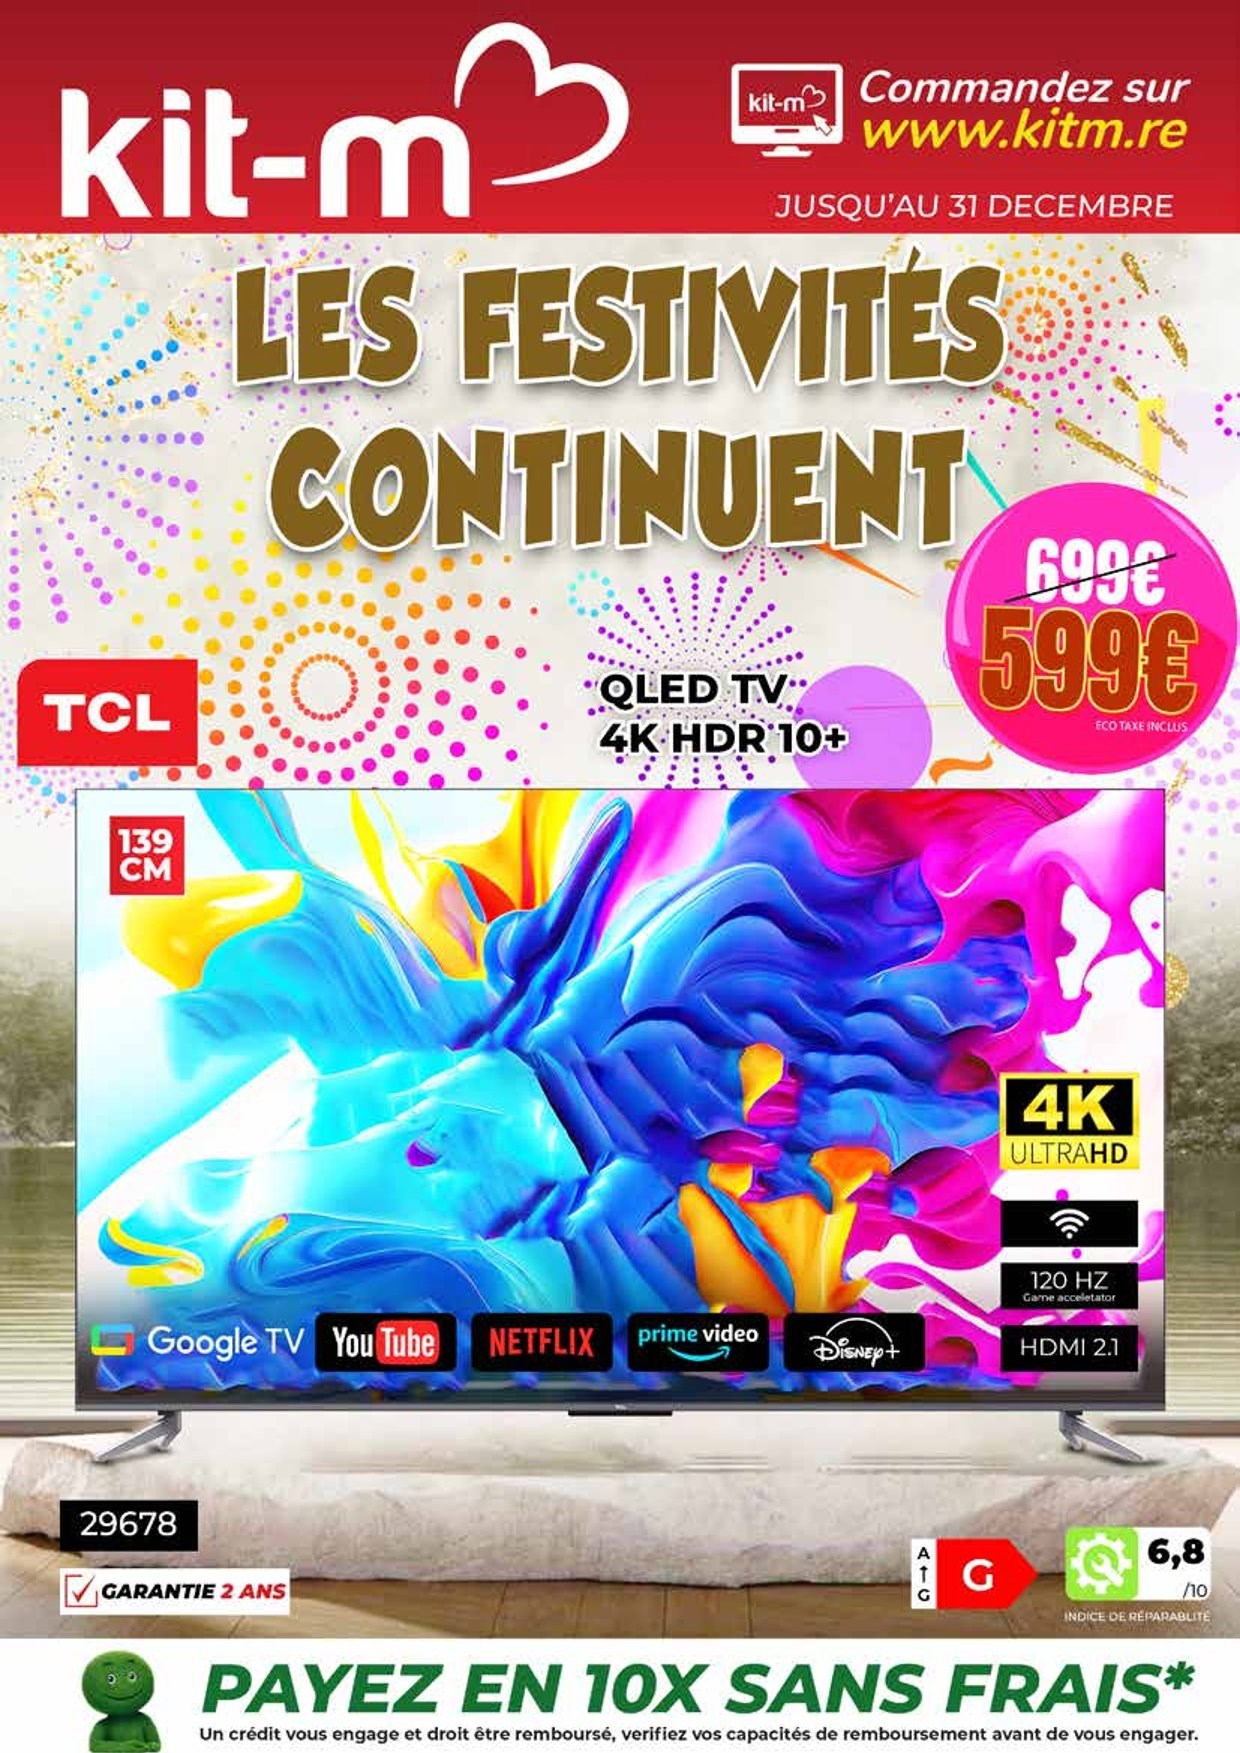 kit-m
kit-m
Commandez sur
www.kitm.re
JUSQU'AU 31 DECEMBRE
LES FESTIVITÉS
CONTINUENT
699€
599€
ECO TAXE INCLUS
TCL
QLED TV
4K HDR 10+
139
CM
4K
ULTRAHD
120 HZ
Game acceletator
HDMI 2.1
Google TV
YouTube
NETFLIX
prime video
Disney+
TCL
29678
GARANTIE 2 ANS
A
G
G
6,8
/10
INDICE DE RÉPARABLITÉ
PAYEZ EN 10X SANS FRAIS*
Un crédit vous engage et droit être remboursé, verifiez vos capacités de remboursement avant de vous engager.